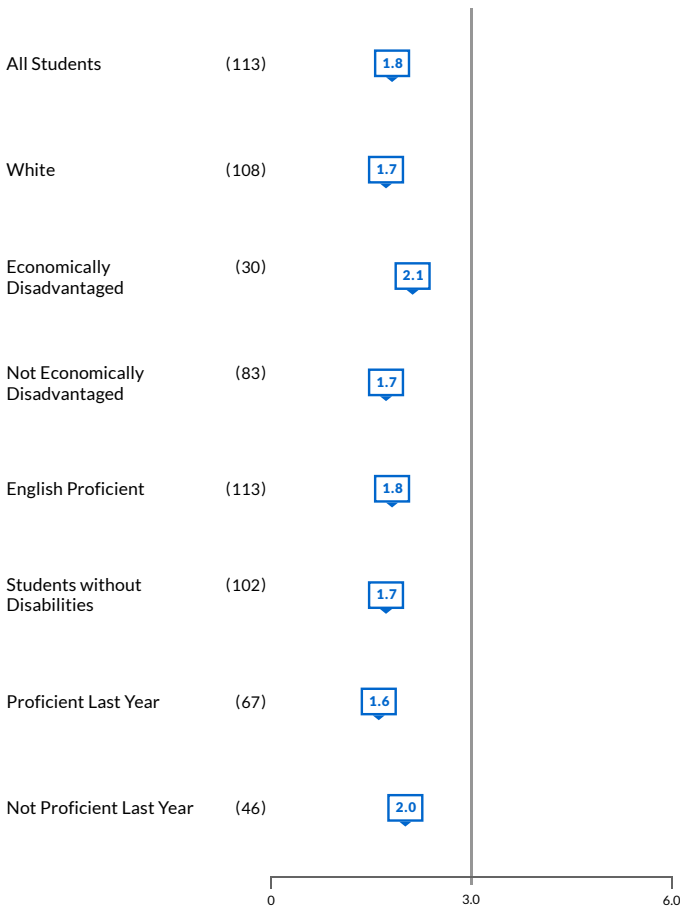 All Students (113) 1.8
White (108) 1.7
Economically (30) 2.1
Disadvantaged
Not Economically (83) 1.7
Disadvantaged
English Proficient (113) 1.8
Students without (102) 1.7
Disabilities
Proficient Last Year (67) 1.6
Not Proficient Last Year (46) 2.0
0 3.0 6.0